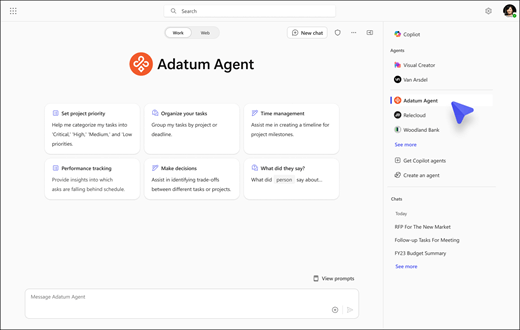 Search
Work
Web
New chat
Adatum Agent
Set project priority
Help me categorize my tasks into
'Critical,' 'High,' 'Medium,' and 'Low
priorities.
Organize your tasks
Group my tasks by project or
deadline.
Time management
Assist me in creating a timeline for
project milestones.
Performance tracking
Provide insights into which
asks are falling behind schedule.
Make decisions
Assist in identifying trade-offs
between different tasks or projects.
What did they say?
What did person say about...
View prompts
Message Adatum Agent
Copilot
Agents
Visual Creator
Van Arsdel
Adatum Agent
Relecloud
Woodland Bank
See more
Get Copilot agents
Create an agent
Chats
Today
RFP For The New Market
Follow-up Tasks For Meeting
FY23 Budget Summary
See more